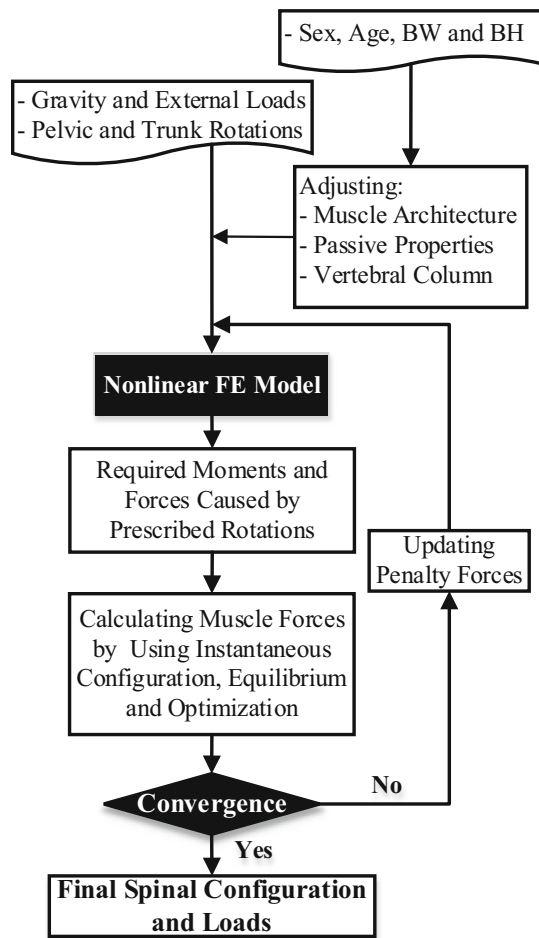 - Sex, Age, BW and BH
- Gravity and External Loads
- Pelvic and Trunk Rotations
Adjusting:
- Muscle Architecture
- Passive Properties
- Vertebral Column
Nonlinear FE Model
Required Moments and
Forces Caused by
Prescribed Rotations
Updating
Penalty Forces
Calculating Muscle Forces
by Using Instantaneous
Configuration, Equilibrium
and Optimization
Convergence
No
Yes
Final Spinal Configuration
and Loads